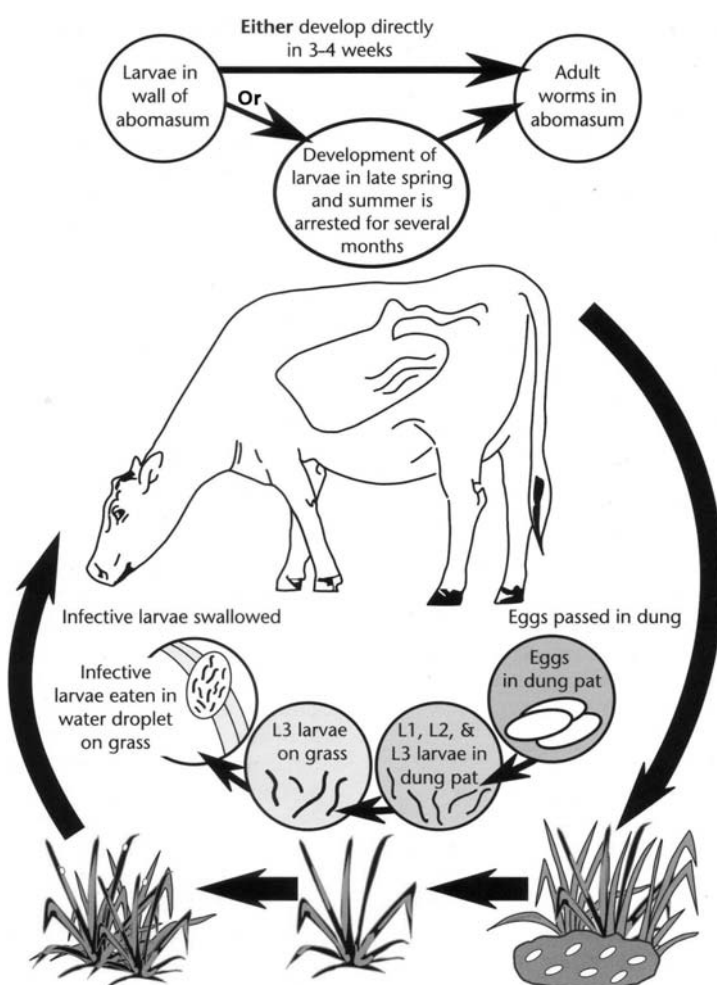 Either develop directly
in 3-4 weeks
Larvae in
wall of
abomasum
Or
Adult
worms in
abomasum
Development of
larvae in late spring
and summer is
arrested for several
months
Infective larvae swallowed
Eggs passed in dung
Infective
larvae eaten in
water droplet
on grass
L3 larvae
on grass
L1, L2, &
L3 larvae in
dung pat
Eggs
in dung pat